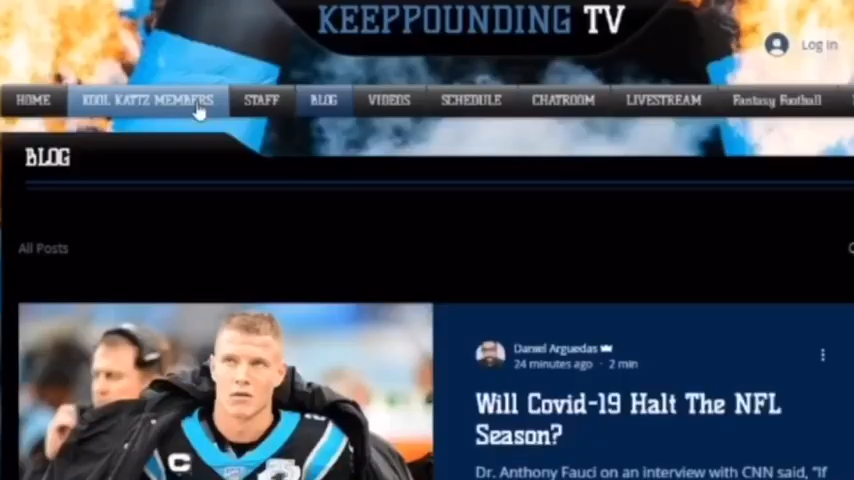 KEEPPOUNDING TV
Log in
HOME KOOL KATTZ MEMBERS STAFF BLOG VIDEOS SCHEDULE CHATROOM LIVESTREAM Fantasy Football
BLOG
All Posts
Daniel Arguedas
24 minutes ago · 2 min
Will Covid-19 Halt The NFL
Season?
Dr. Anthony Fauci on an interview with CNN said, "If
C